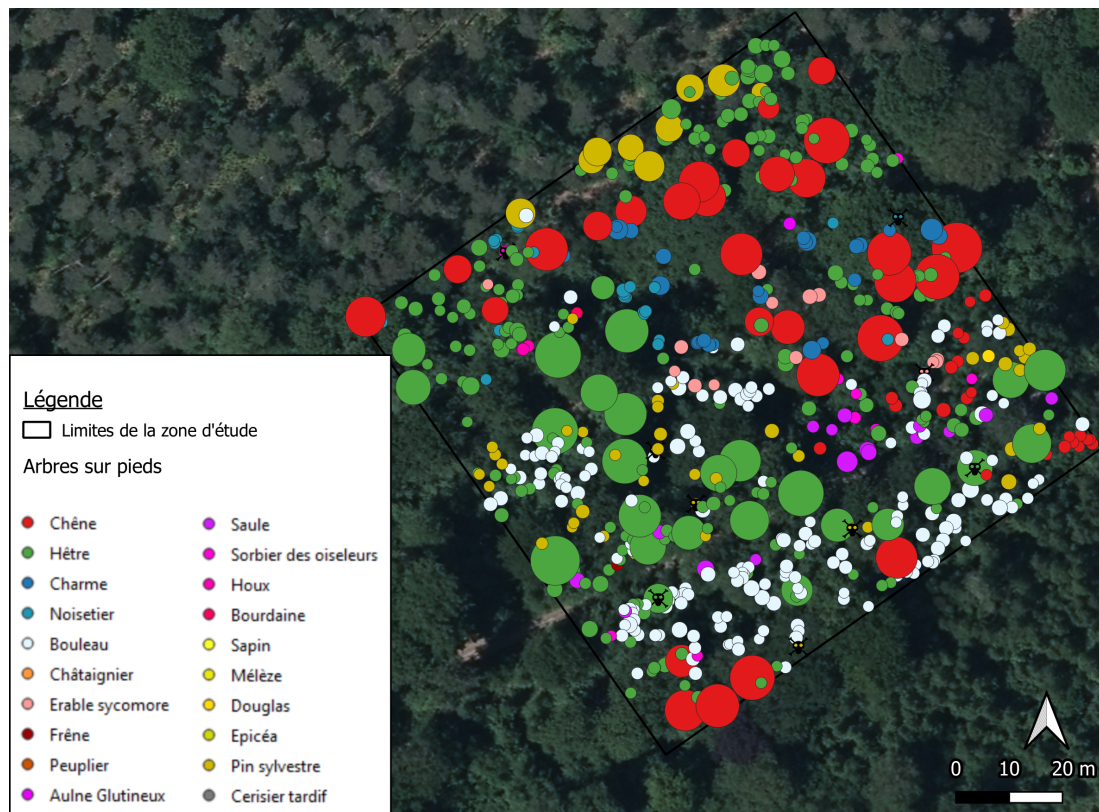 Légende
Limites de la zone d'étude
Arbres sur pieds
Chêne
Hêtre
Charme
Noisetier
Bouleau
Châtaignier
Erable sycomore
Frêne
Peuplier
Aulne Glutineux
Saule
Sorbier des oiseleurs
Houx
Bourdaine
Sapin
Mélèze
Douglas
Epicéa
Pin sylvestre
Cerisier tardif
0 10 20 m